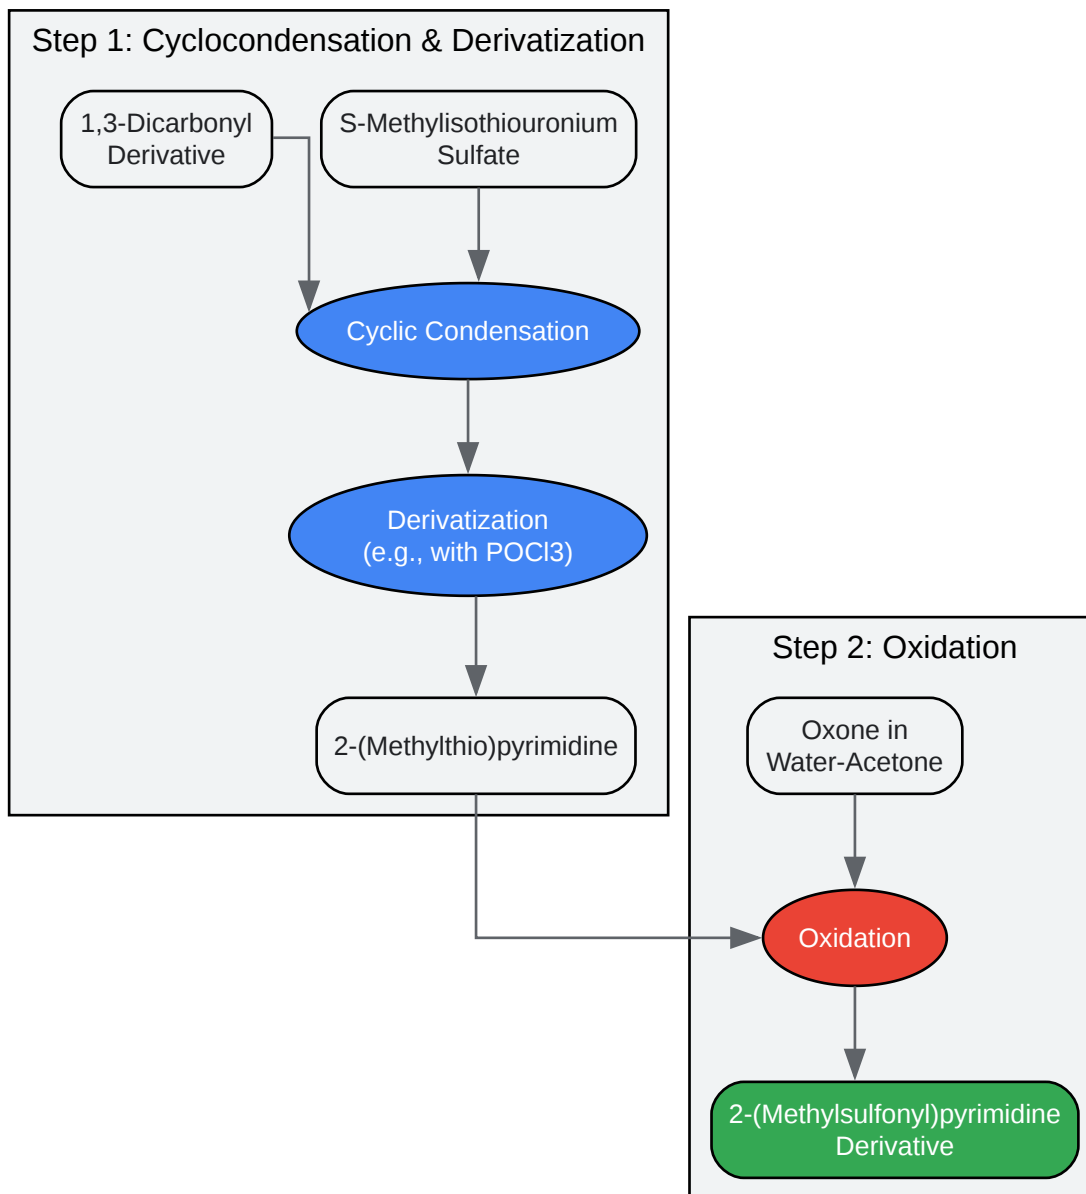 Step 1: Cyclocondensation & Derivatization
1,3-Dicarbonyl
Derivative
S-Methylisothiouronium
Sulfate
Cyclic Condensation
Derivatization
(e.g., with POCl3)
2-(Methylthio)pyrimidine
Step 2: Oxidation
Oxone in
Water-Acetone
Oxidation
2-(Methylsulfonyl)pyrimidine
Derivative